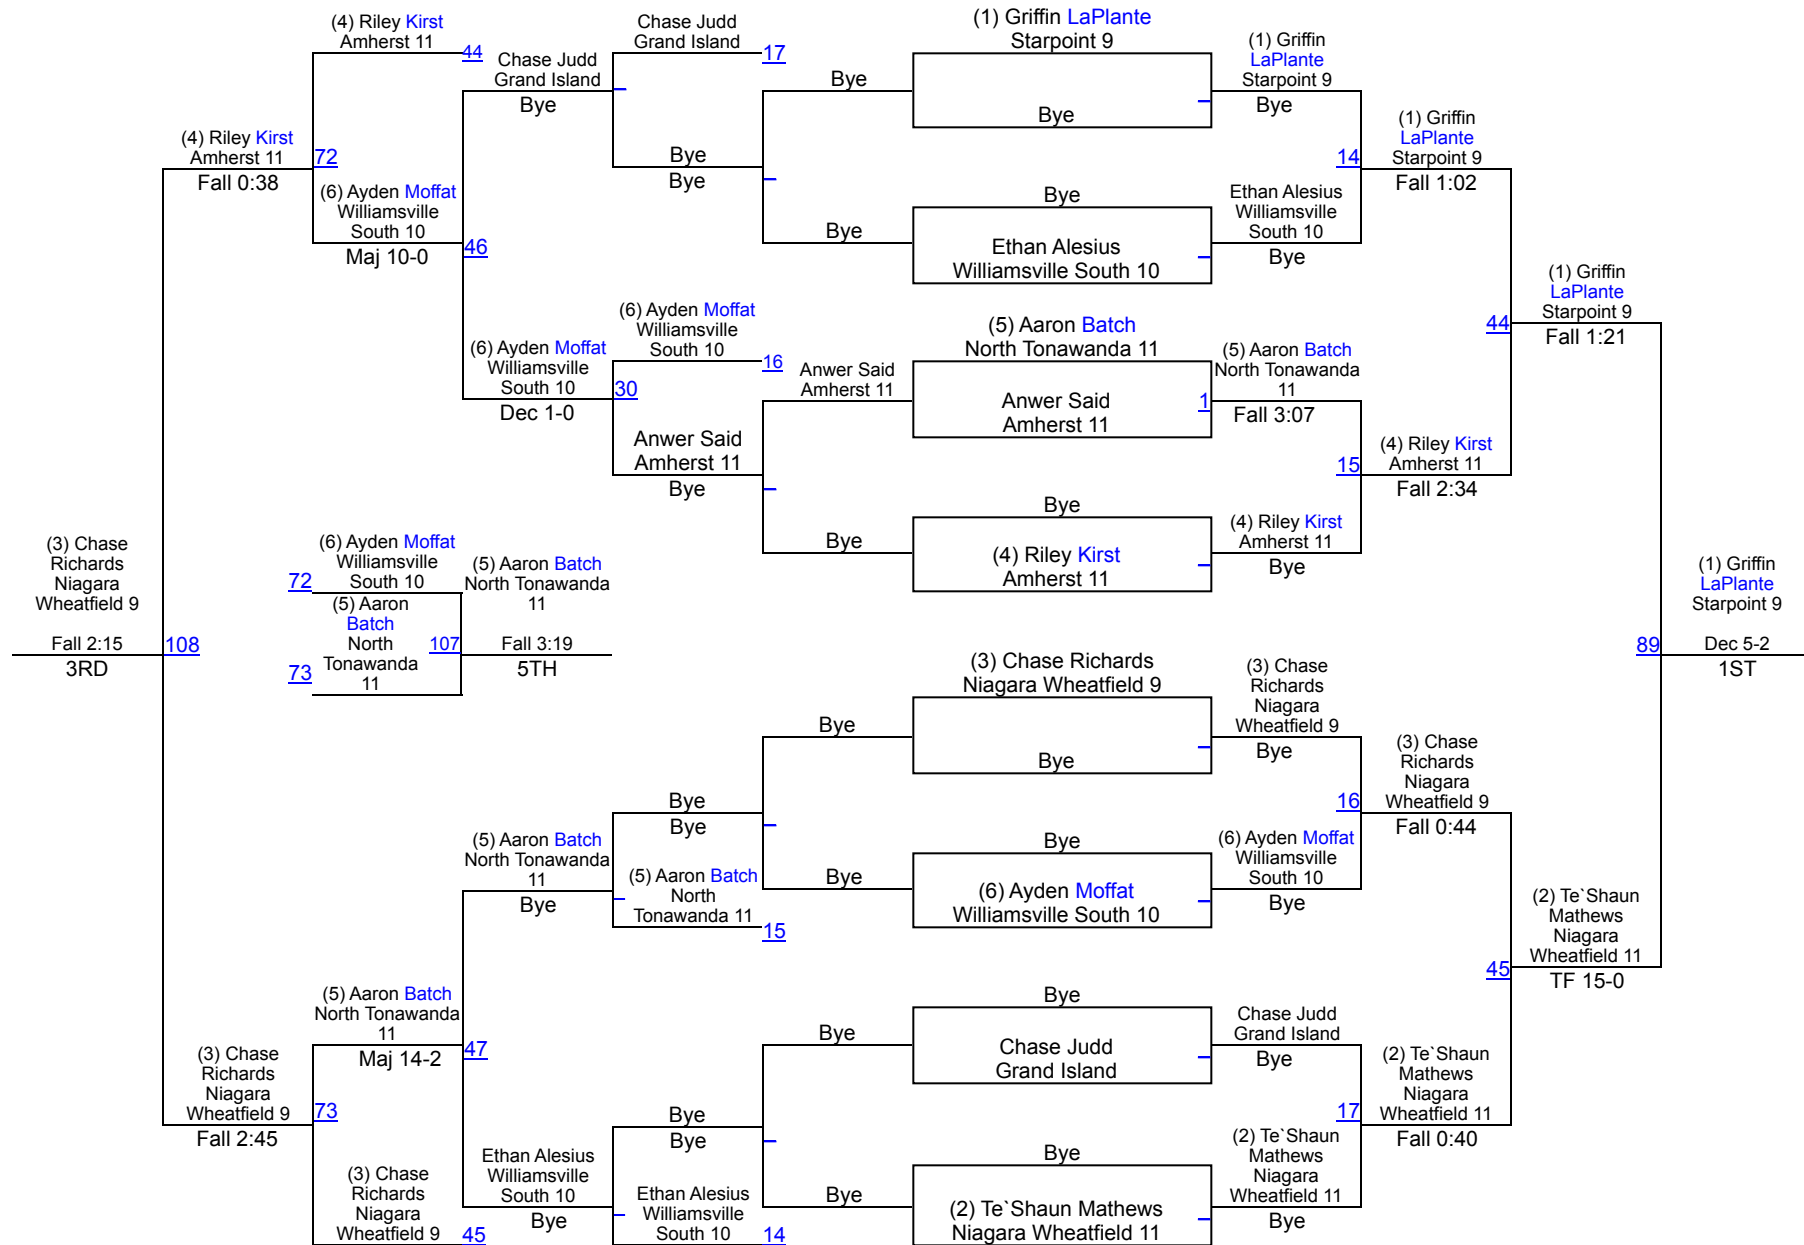 (4) Riley Kirst
Amherst 11
44
Chase Judd
Grand Island
Bye
Chase Judd
Grand Island
17
Bye
(1) Griffin LaPlante
Starpoint 9
Bye
(1) Griffin
LaPlante
Starpoint 9
Bye
(4) Riley Kirst
Amherst 11
Fall 0:38
72
(6) Ayden Moffat
Williamsville
South 10
Maj 10-0
46
Bye
Bye
Bye
Bye
Ethan Alesius
Williamsville South 10
Ethan Alesius
Williamsville
South 10
Bye
14
(1) Griffin
LaPlante
Starpoint 9
Fall 1:02
(6) Ayden Moffat
Williamsville
South 10
Dec 1-0
30
(6) Ayden Moffat
Williamsville
South 10
16
Anwer Said
Amherst 11
(5) Aaron Batch
North Tonawanda 11
Anwer Said
Amherst 11
1
(5) Aaron Batch
North Tonawanda
11
Fall 3:07
44
(1) Griffin
LaPlante
Starpoint 9
Fall 1:21
Anwer Said
Amherst 11
Bye
Bye
Bye
(4) Riley Kirst
Amherst 11
(4) Riley Kirst
Amherst 11
Bye
15
(4) Riley Kirst
Amherst 11
Fall 2:34
(3) Chase
Richards
Niagara
Wheatfield 9
Fall 2:15
3RD
108
72
(6) Ayden Moffat
Williamsville
South 10
(5) Aaron
Batch
North
Tonawanda
11
73
107
(5) Aaron Batch
North Tonawanda
11
Fall 3:19
5TH
89
(1) Griffin
LaPlante
Starpoint 9
Dec 5-2
1ST
Bye
(3) Chase Richards
Niagara Wheatfield 9
Bye
(3) Chase
Richards
Niagara
Wheatfield 9
Bye
16
(3) Chase
Richards
Niagara
Wheatfield 9
Fall 0:44
(5) Aaron Batch
North Tonawanda
11
Bye
Bye
Bye
(5) Aaron Batch
North
Tonawanda 11
15
Bye
Bye
(6) Ayden Moffat
Williamsville South 10
(6) Ayden Moffat
Williamsville
South 10
Bye
45
(2) Te`Shaun
Mathews
Niagara
Wheatfield 11
TF 15-0
(5) Aaron Batch
North Tonawanda
11
Maj 14-2
47
Bye
Bye
Chase Judd
Grand Island
Chase Judd
Grand Island
Bye
(3) Chase
Richards
Niagara
Wheatfield 9
Fall 2:45
73
Bye
Bye
17
(2) Te`Shaun
Mathews
Niagara
Wheatfield 11
Fall 0:40
(3) Chase
Richards
Niagara
Wheatfield 9
45
Ethan Alesius
Williamsville
South 10
Bye
Ethan Alesius
Williamsville
South 10
14
Bye
Bye
(2) Te`Shaun Mathews
Niagara Wheatfield 11
(2) Te`Shaun
Mathews
Niagara
Wheatfield 11
Bye